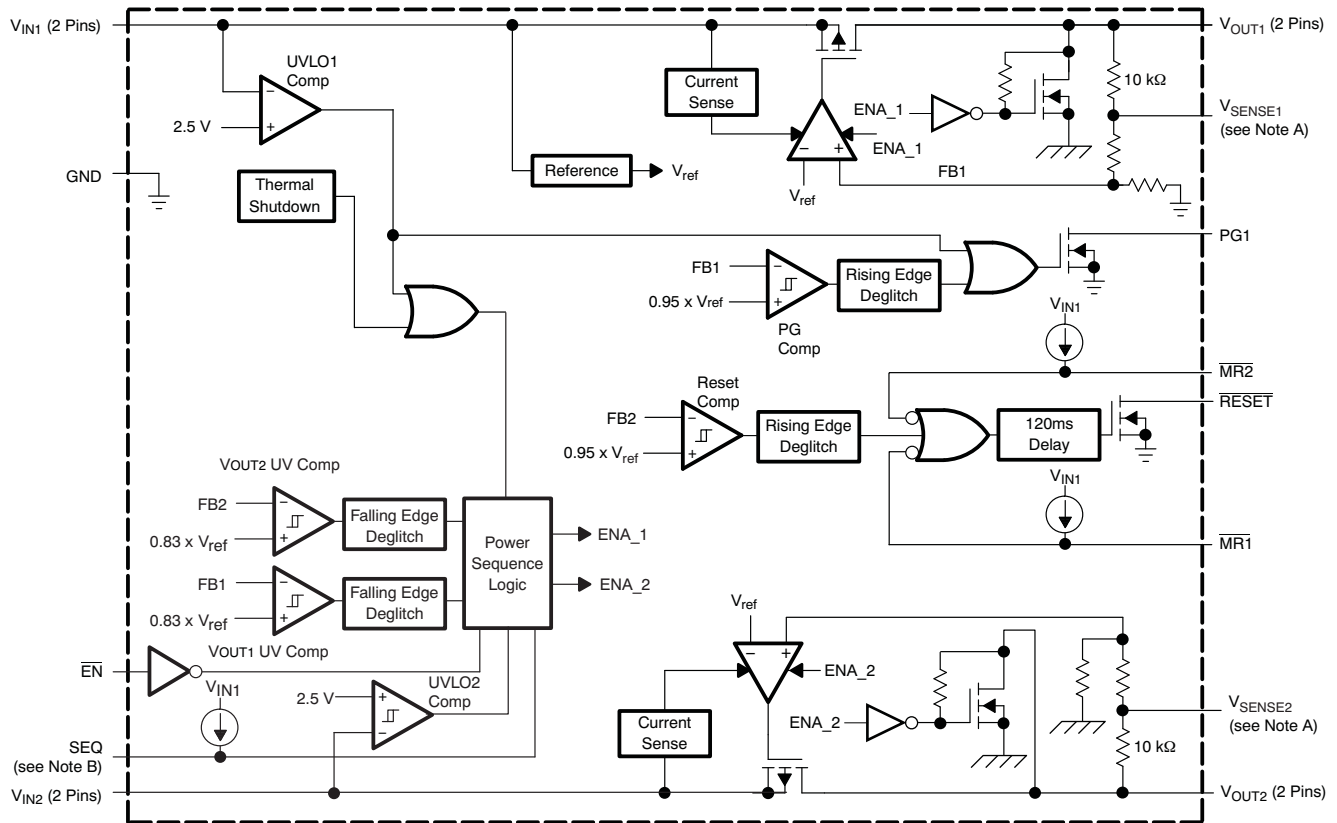 VIN1 (2 Pins)
VOUT1 (2 Pins)
UVLO1
Comp
−
+
2.5 V
Current
Sense
ENA_1
10 kΩ
VSENSE1
(see Note A)
ENA_1
−
+
Vref
FB1
GND
Reference
Vref
Thermal
Shutdown
PG1
FB1
0.95 x Vref
−
+
PG
Comp
Rising Edge
Deglitch
VIN1
MR2
RESET
Reset
Comp
FB2
0.95 x Vref
−
+
Rising Edge
Deglitch
120ms
Delay
VIN1
MR1
VOUT2 UV Comp
FB2
0.83 x Vref
−
+
Falling Edge
Deglitch
FB1
0.83 x Vref
−
+
Falling Edge
Deglitch
VOUT1 UV Comp
Power
Sequence
Logic
ENA_1
ENA_2
EN
VIN1
2.5 V
+
−
UVLO2
Comp
SEQ
(see Note B)
VIN2 (2 Pins)
Vref
−
+
ENA_2
Current
Sense
ENA_2
VSENSE2
(see Note A)
10 kΩ
VOUT2 (2 Pins)